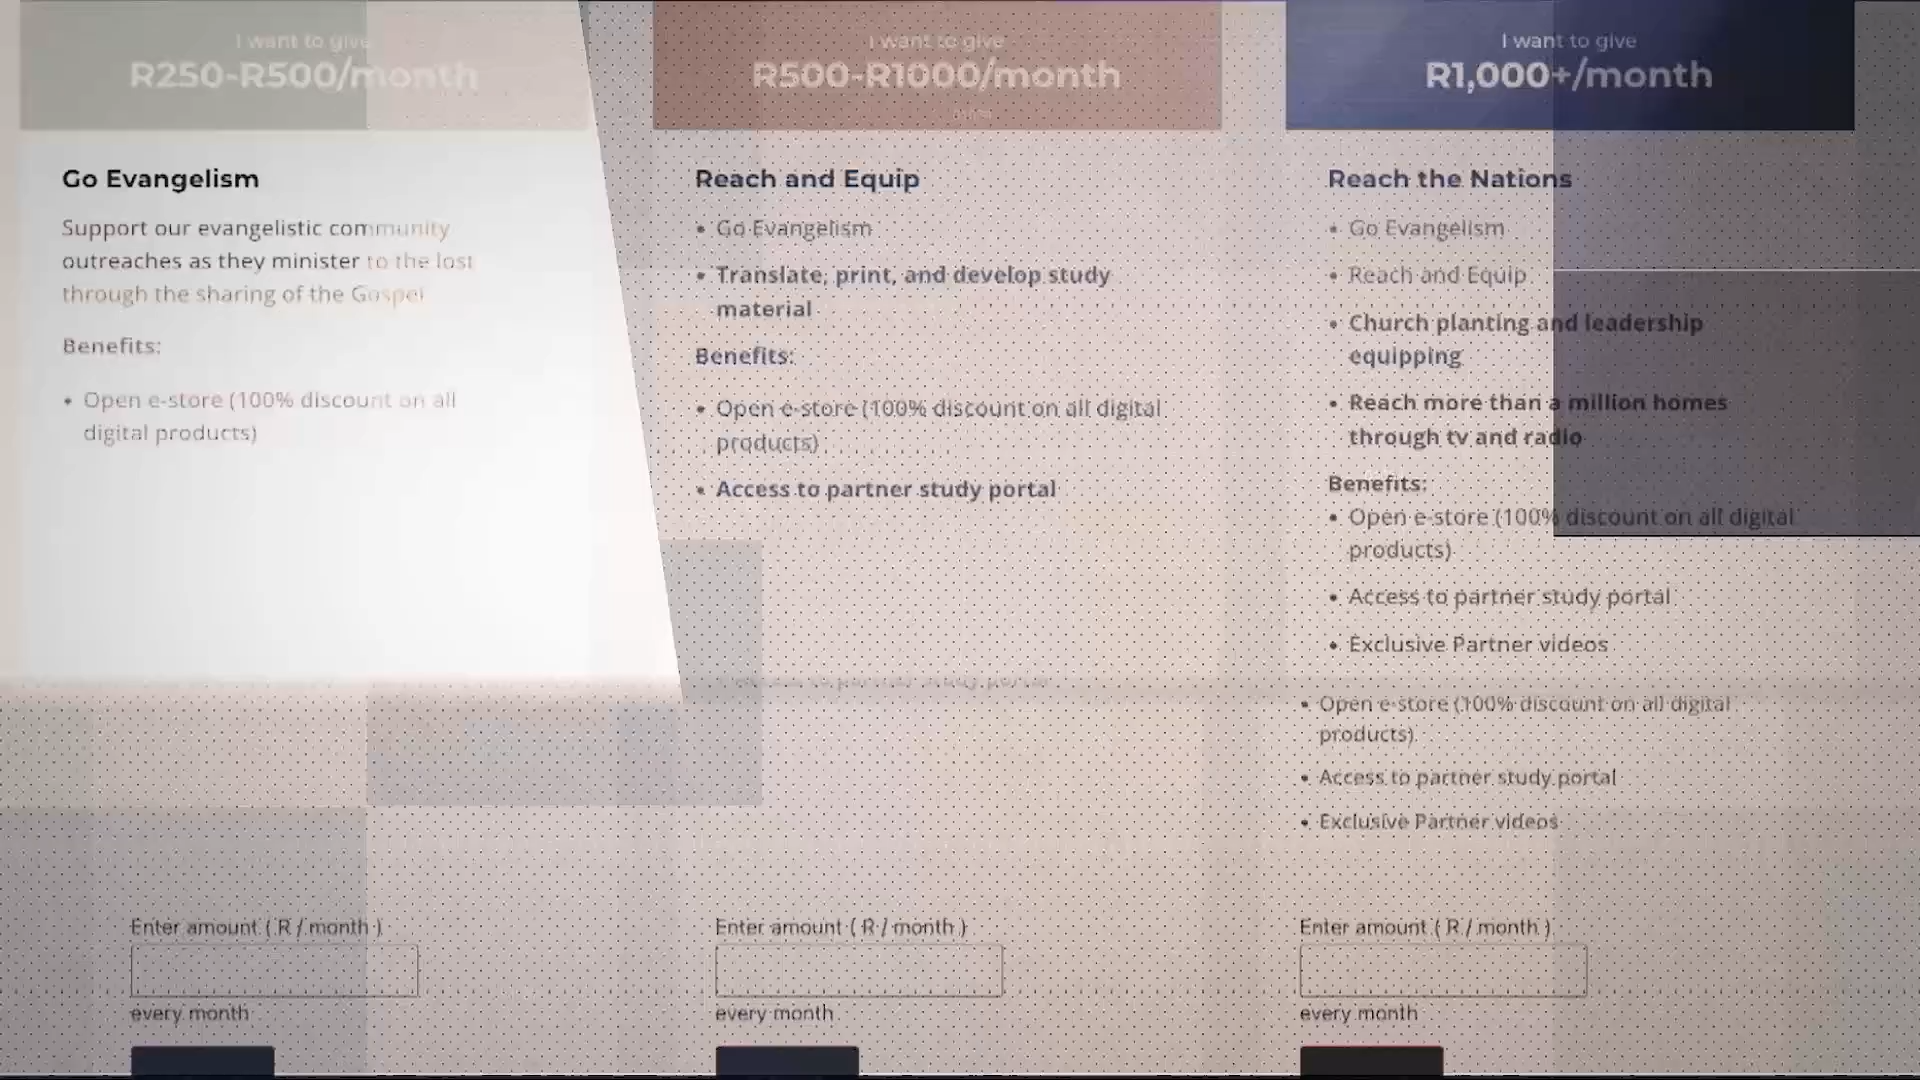 I want to give
R250-R500/month
Go Evangelism
Support our evangelistic community
outreaches as they minister to the lost
through the sharing of the Gospel
Benefits:
• Open e-store (100% discount on all
digital products)
Enter amount ( R / month )
every month
I want to give
R500-R1000/month
Reach and Equip
• Go Evangelism
• Translate, print, and develop study
material
Benefits:
• Open e-store (100% discount on all digital
products)
• Access to partner study portal
Access to partner study portal
Enter amount ( R / month )
every month
I want to give
R1,000+/month
Reach the Nations
• Go Evangelism
• Reach and Equip
• Church planting and leadership
equipping
• Reach more than a million homes
through tv and radio
Benefits:
• Open e-store (100% discount on all digital
products)
• Access to partner study portal
• Exclusive Partner videos
• Open e-store (100% discount on all digital
products)
• Access to partner study portal
• Exclusive Partner videos
Enter amount ( R / month )
every month